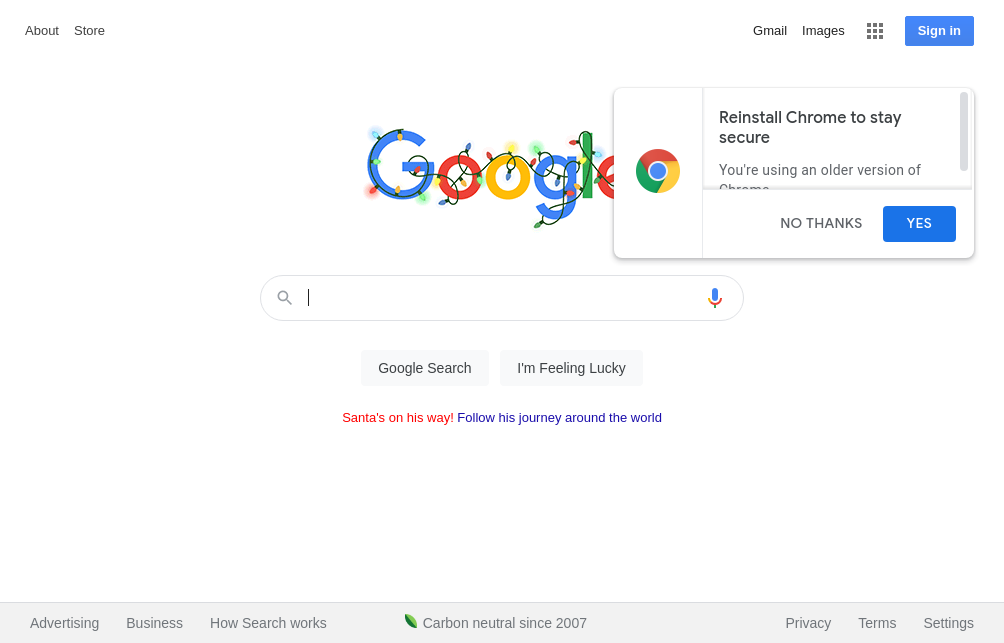 About Store
Gmail Images Sign in
Google
Reinstall Chrome to stay
secure
You're using an older version of
Chrome
NO THANKS YES
Google Search I'm Feeling Lucky
Santa's on his way! Follow his journey around the world
Advertising Business How Search works Carbon neutral since 2007 Privacy Terms Settings